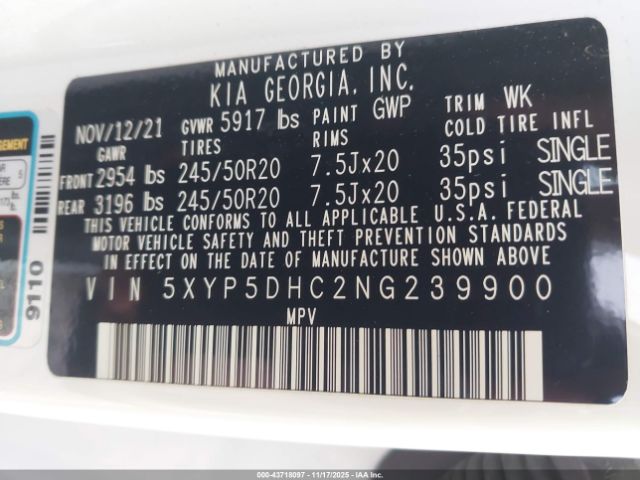 MANUFACTURED BY
KIA GEORGIA, INC.
NOV/12/21 GVWR 5917 lbs PAINT GWP TRIM WK
GAWR TIRES RIMS COLD TIRE INFL
FRONT 2954 lbs 245/50R20 7.5Jx20 35psi SINGLE
REAR 3196 lbs 245/50R20 7.5Jx20 35psi SINGLE
THIS VEHICLE CONFORMS TO ALL APPLICABLE U.S.A. FEDERAL
MOTOR VEHICLE SAFETY AND THEFT PREVENTION STANDARDS
IN EFFECT ON THE DATE OF MANUFACTURE SHOWN ABOVE
VIN 5XYP5DHC2NG239900
MPV
9110
5
000-43718097 - 11/17/2025 - IAA, Inc.